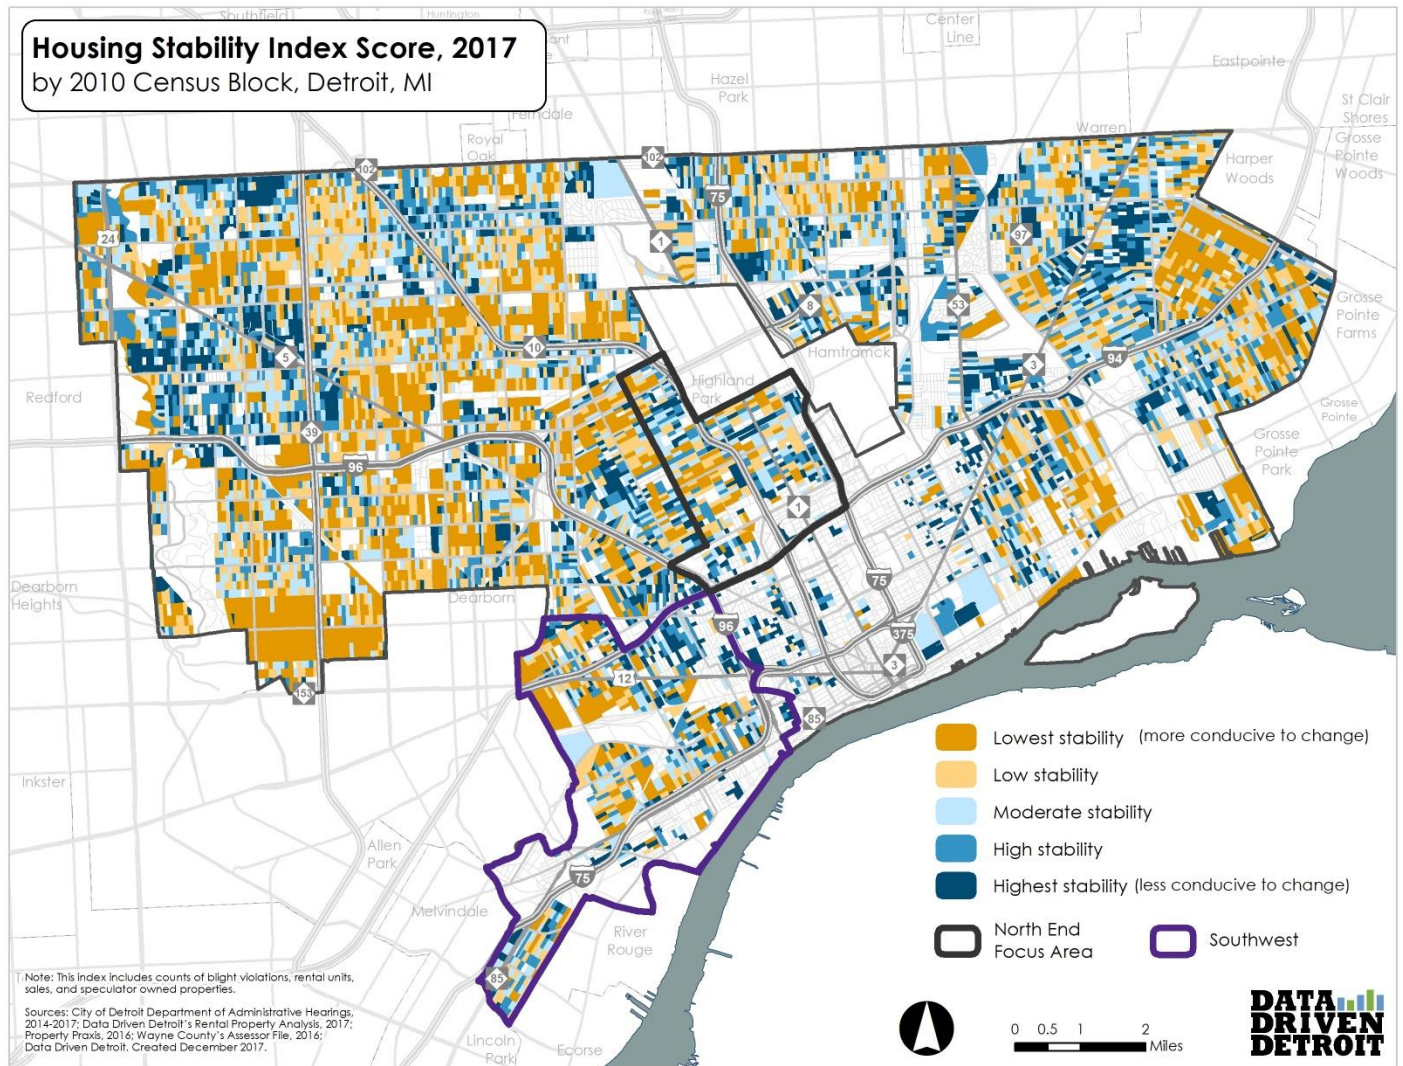 Housing Stability Index Score, 2017
by 2010 Census Block, Detroit, MI
Southfield
Huntington
Center
Line
Eastpointe
Hazel
Park
St Clair
Shores
Ferndale
Royal
Oak
Warren
Grosse
Pointe
Woods
Harper
Woods
102
102
75
24
1
97
8
53
Grosse
Pointe
Farms
5
10
3
94
Hamtramck
Highland
Park
Redford
39
96
Grosse
Pointe
Grosse
Pointe
Park
1
75
Dearborn
Heights
Dearborn
96
375
3
12
153
85
Inkster
Allen
Park
75
Melvindale
River
Rouge
85
Lincoln
Park
Ecorse
Lowest stability (more conducive to change)
Low stability
Moderate stability
High stability
Highest stability (less conducive to change)
North End
Focus Area
Southwest
Note: This index includes counts of blight violations, rental units,
sales, and speculator owned properties.
Sources: City of Detroit Department of Administrative Hearings,
2014-2017; Data Driven Detroit's Rental Property Analysis, 2017;
Property Praxis, 2016; Wayne County's Assessor File, 2016;
Data Driven Detroit. Created December 2017.
0 0.5 1 2
Miles
DATA
DRIVEN
DETROIT